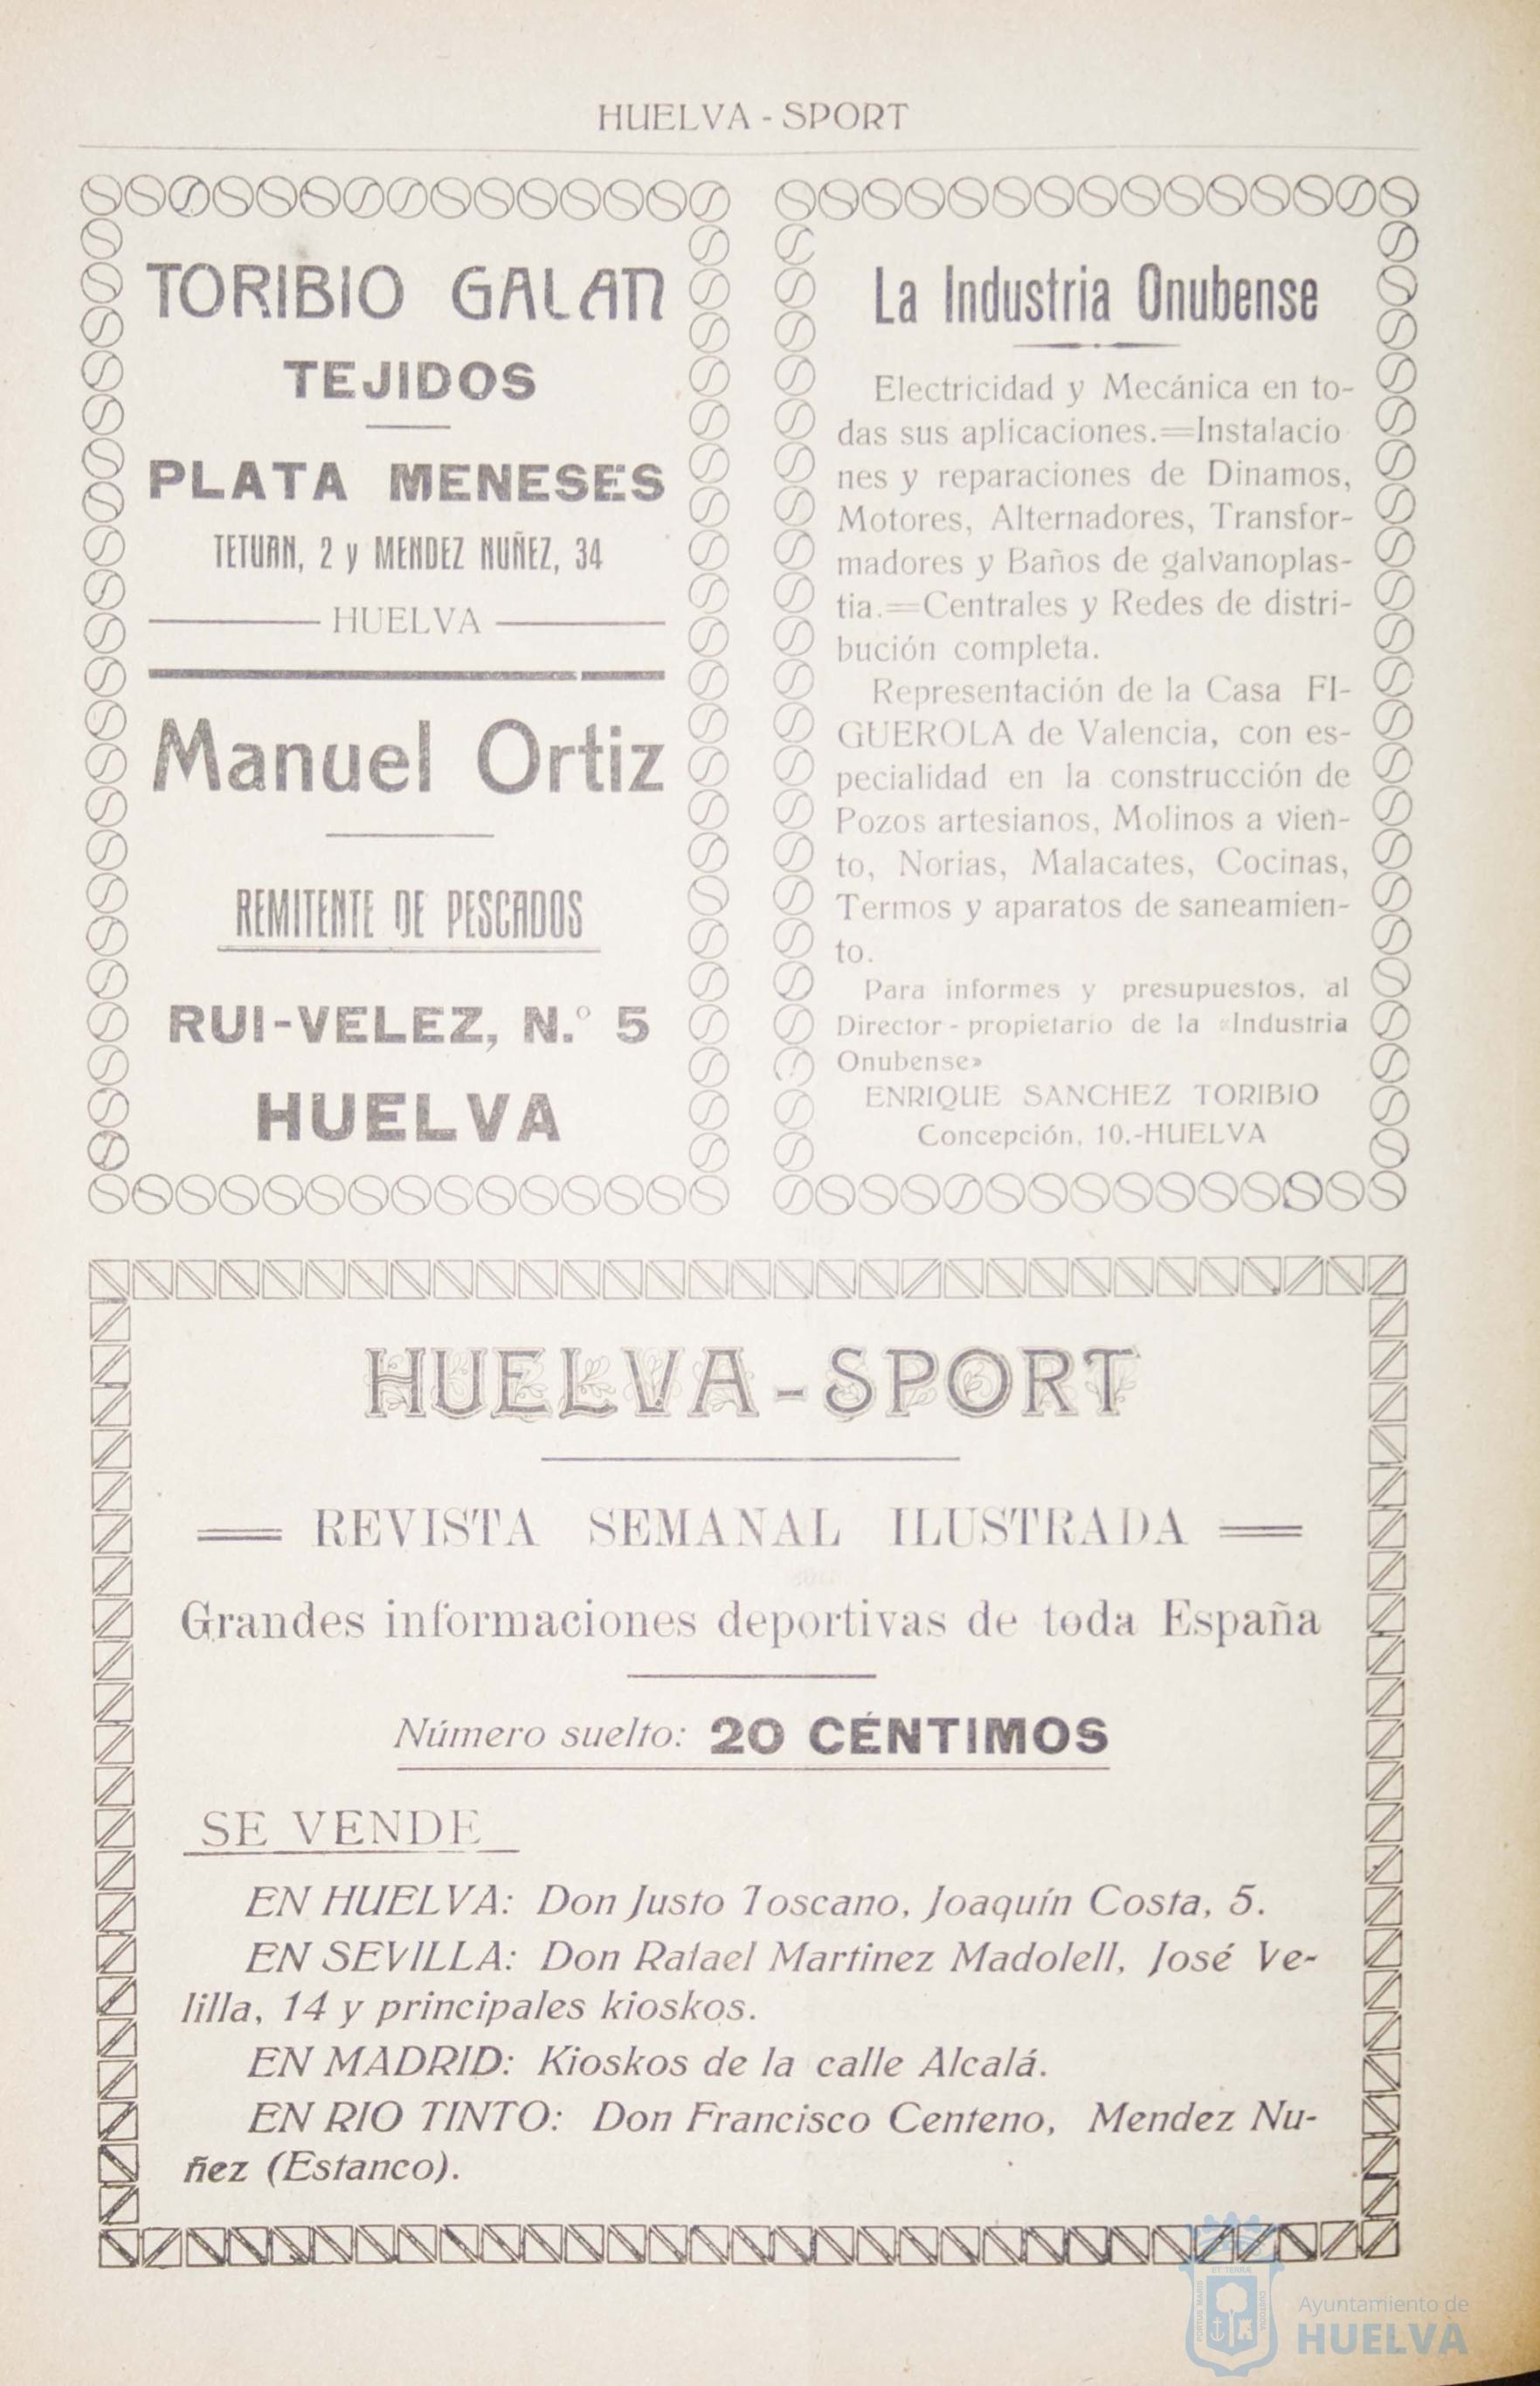 HUELVA - SPORT
TORIBIO GALAN
TEJIDOS
PLATA MENESES
TETUAN, 2 y MENDEZ NUÑEZ, 34
HUELVA
Manuel Ortiz
REMITENTE DE PESCADOS
RUI-VELEZ, N.º 5
HUELVA
La Industria Onubense
Electricidad y Mecánica en to-
das sus aplicaciones.=Instalacio
nes y reparaciones de Dinamos,
Motores, Alternadores, Transfor-
madores y Baños de galvanoplas-
tia.=Centrales y Redes de distri-
bución completa.
Representación de la Casa FI-
GUEROLA de Valencia, con es-
pecialidad en la construcción de
Pozos artesianos, Molinos a vien-
to, Norias, Malacates, Cocinas,
Termos y aparatos de saneamien-
to.
Para informes y presupuestos, al
Director - propietario de la «Industria
Onubense»
ENRIQUE SANCHEZ TORIBIO
Concepción, 10.-HUELVA
HUELVA - SPORT
REVISTA SEMANAL ILUSTRADA
Grandes informaciones deportivas de toda España
Número suelto: 20 CÉNTIMOS
SE VENDE
EN HUELVA: Don Justo Toscano, Joaquín Costa, 5.
EN SEVILLA: Don Rafael Martinez Madolell, José Ve-
lilla, 14 y principales kioskos.
EN MADRID: Kioskos de la calle Alcalá.
EN RIO TINTO: Don Francisco Centeno, Mendez Nu-
ñez (Estanco).
PORTUS MARIS ET TERRAE CUSTODIA
Ayuntamiento de
HUELVA